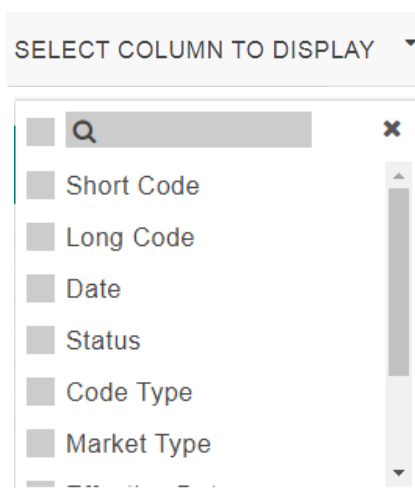 SELECT COLUMN TO DISPLAY
Short Code
Long Code
Date
Status
Code Type
Market Type